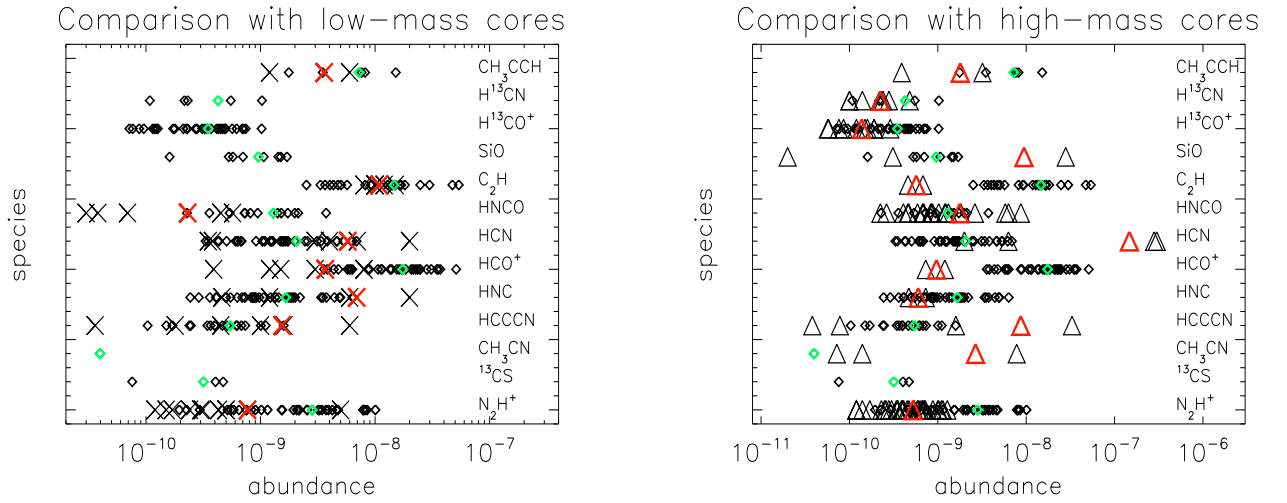 Comparison with low-mass cores
species
CH₃CCH
H¹³CN
H¹³CO⁺
SiO
C₂H
HNCO
HCN
HCO⁺
HNC
HCCCN
CH₃CN
¹³CS
N₂H⁺
10⁻¹⁰ 10⁻⁹ 10⁻⁸ 10⁻⁷
abundance
Comparison with high-mass cores
species
CH₃CCH
H¹³CN
H¹³CO⁺
SiO
C₂H
HNCO
HCN
HCO⁺
HNC
HCCCN
CH₃CN
¹³CS
N₂H⁺
10⁻¹¹ 10⁻¹⁰ 10⁻⁹ 10⁻⁸ 10⁻⁷ 10⁻⁶
abundance